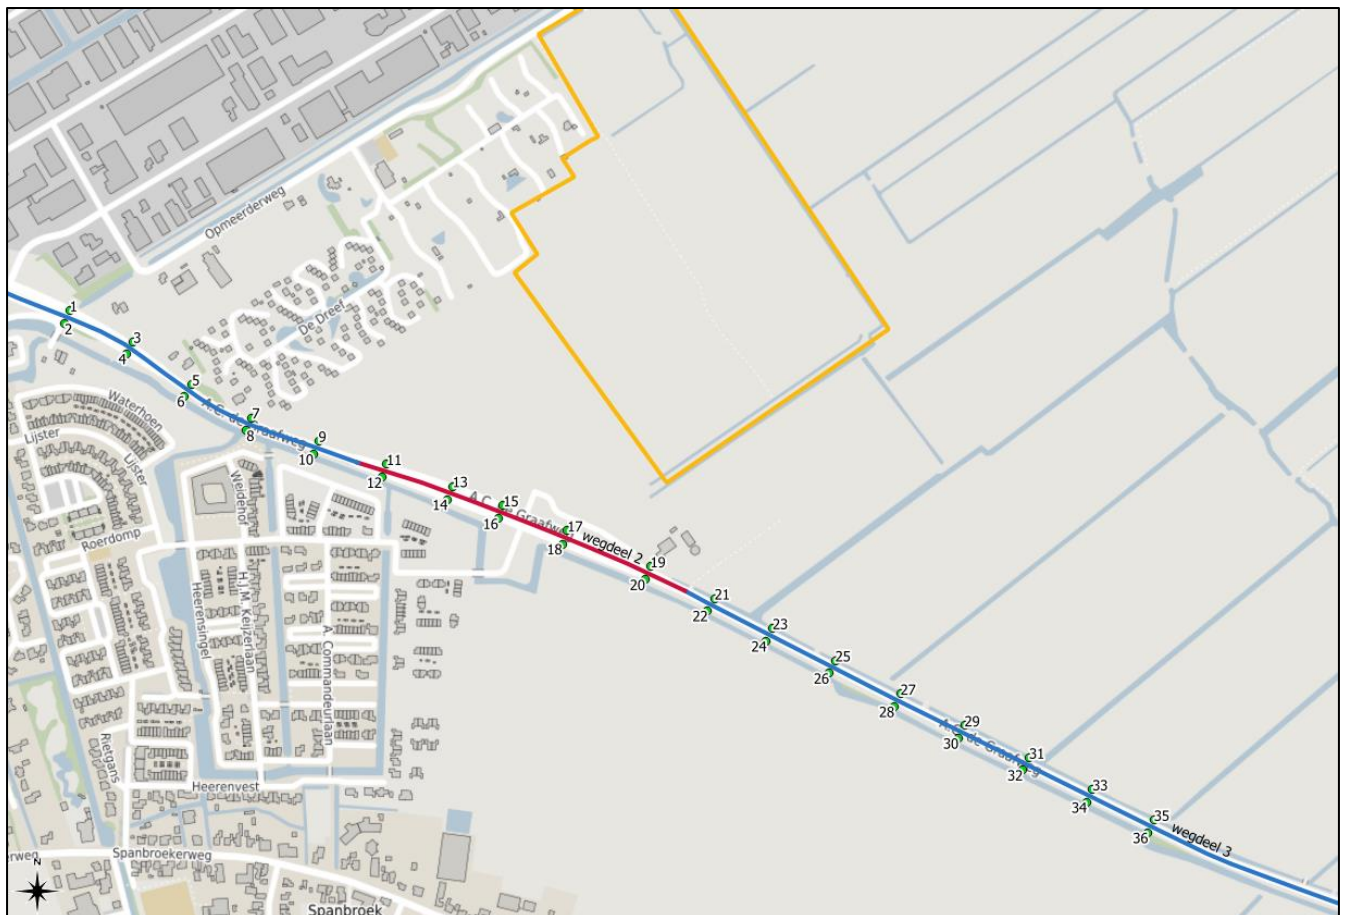 Opmeerderweg
1
2
3
4
De Dreef
5
6
Waterhoen
A.C. de Graafweg
7
8
Lijster
9
10
Lijster
11
12
Weidehof
13
14
A.C. de Graafweg
15
16
17
18
wegdeel 2
Roerdomp
19
20
H.J.M. Keijzerlaan
Heerensingel
21
22
A. Commandeurlaan
23
24
25
26
27
28
A.C. de Graafweg
29
30
Rietgans
31
32
Heerenvest
33
34
35
36
wegdeel 3
erweg
Spanbroekerweg
N
Spanbroek